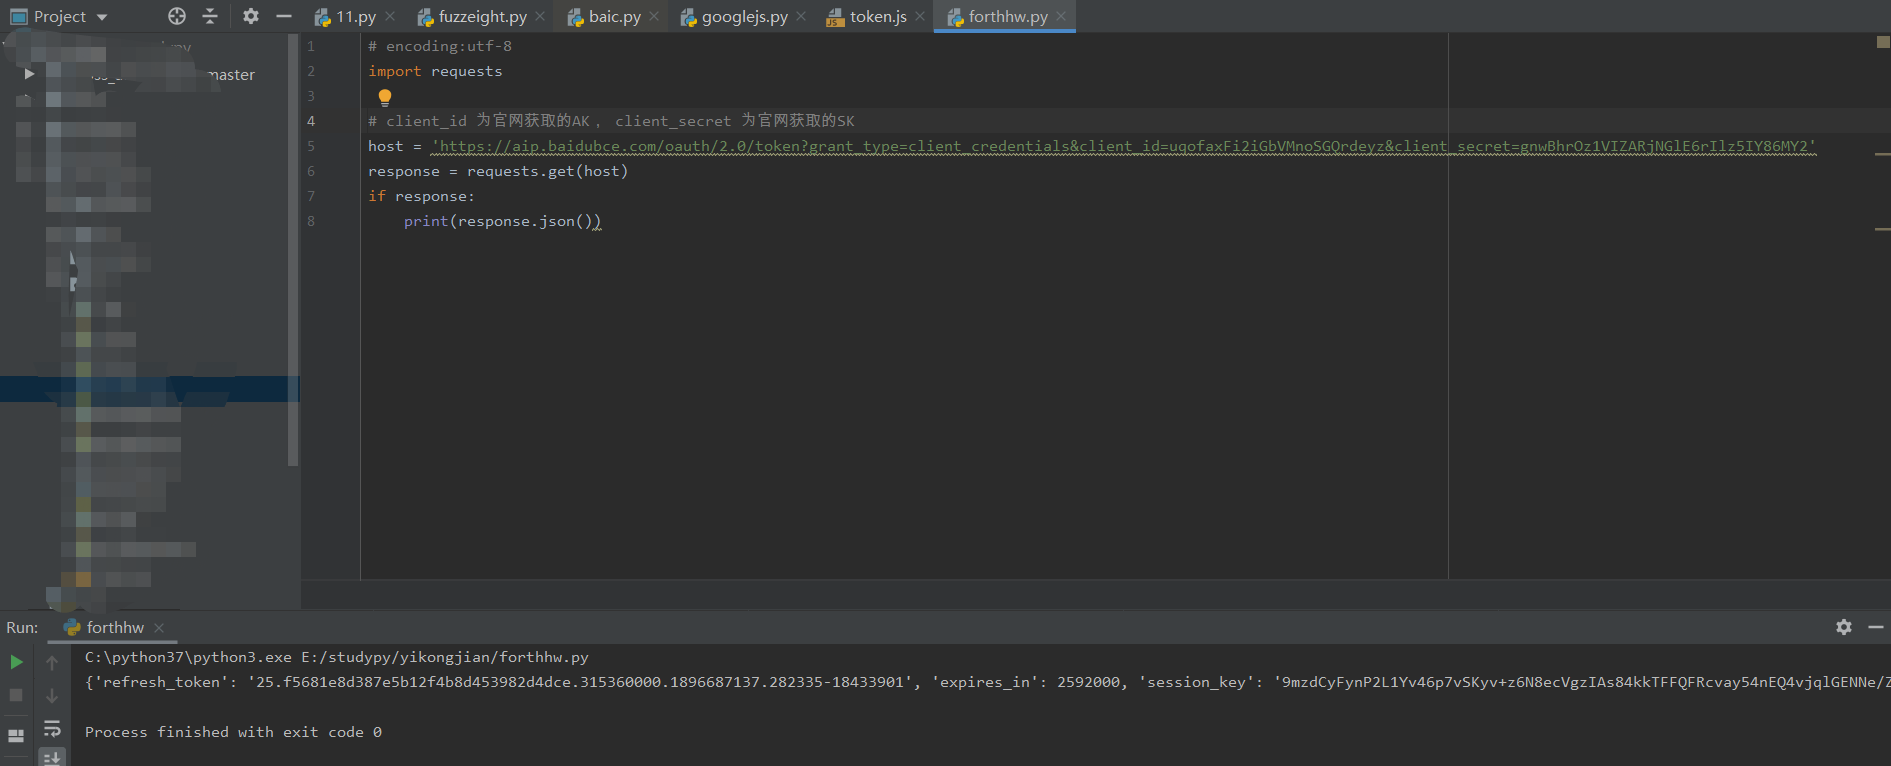 Project
11.py
fuzzeight.py
baic.py
googlejs.py
token.js
forthhw.py
master
1 # encoding:utf-8
2 import requests
3
4 # client_id 为官网获取的AK， client_secret 为官网获取的SK
5 host = 'https://aip.baidubce.com/oauth/2.0/token?grant_type=client_credentials&client_id=uqofaxFi2iGbVMnoSGQrdeyz&client_secret=gnwBhrOz1VIZARjNGlE6rIlz5IY86MY2'
6 response = requests.get(host)
7 if response:
8 print(response.json())
Run: forthhw
C:\python37\python3.exe E:/studypy/yikongjian/forthhw.py
{'refresh_token': '25.f5681e8d387e5b12f4b8d453982d4dce.315360000.1896687137.282335-18433901', 'expires_in': 2592000, 'session_key': '9mzdCyFynP2L1Yv46p7vSKyv+z6N8ecVgzIAs84kkTFFQFRcvay54nEQ4vjqlGENNe/Z
Process finished with exit code 0